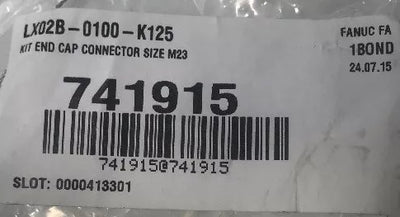 LX02B-0100-K125
KIT END CAP CONNECTOR SIZE M23
FANUC FA
1BOND
24.07.15
741915
741915@741915
SLOT: 0000413301